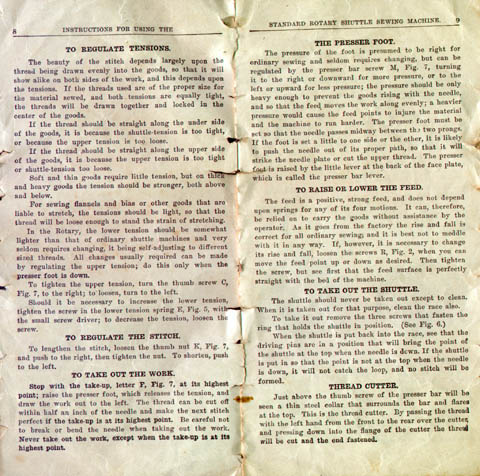 8
INSTRUCTIONS FOR USING THE
TO REGULATE TENSIONS.
The beauty of the stitch depends largely upon the
thread being drawn evenly into the goods, so that it will
show alike on both sides of the work, and this depends upon
the tensions. If the threads used are of the proper size for
the material sewed, and both tensions are equally tight,
the threads will be drawn together and locked in the
center of the goods.
If the thread should be straight along the under side
of the goods, it is because the shuttle-tension is too tight,
or because the upper tension is too loose.
If the thread should be straight along the upper side
of the goods, it is because the upper tension is too tight
or shuttle-tension too loose.
Soft and thin goods require little tension, but on thick
and heavy goods the tension should be stronger, both above
and below.
For sewing flannels and bias or other goods that are
liable to stretch, the tensions should be light, so that the
thread will be loose enough to stand the strain of stretching.
In the Rotary, the lower tension should be somewhat
lighter than that of ordinary shuttle machines and very
seldom requires changing, it being self-adjusting to different
sized threads. All changes usually required can be made
by regulating the upper tension; do this only when the
presser foot is down.
To tighten the upper tension, turn the thumb screw C,
Fig. 7, to the right; to loosen, turn to the left.
Should it be necessary to increase the lower tension,
tighten the screw in the lower tension spring E, Fig. 5, with
the small screw driver; to decrease the tension, loosen the
screw.
TO REGULATE THE STITCH.
To lengthen the stitch, loosen the thumb nut K, Fig. 7,
and push to the right, then tighten the nut. To shorten, push
to the left.
TO TAKE OUT THE WORK.
Stop with the take-up, letter F, Fig. 7, at its highest
point; raise the presser foot, which releases the tension, and
draw the work out to the left. The thread can be cut off
within half an inch of the needle and make the next stitch
perfect if the take-up is at its highest point. Be careful not
to break or bend the needle when taking out the work.
Never take out the work, except when the take-up is at its
highest point.
STANDARD ROTARY SHUTTLE SEWING MACHINE.
9
THE PRESSER FOOT.
The pressure of the foot is presumed to be right for
ordinary sewing and seldom requires changing, but can be
regulated by the presser bar screw M, Fig. 7, turning
it to the right or downward for more pressure, or to the
left or upward for less pressure; the pressure should be only
heavy enough to prevent the goods rising with the needle,
and so that the feed moves the work along evenly; a heavier
pressure would cause the feed points to injure the material
and the machine to run harder. The presser foot must be
set so that the needle passes midway between the two prongs.
If the foot is set a little to one side or the other, it is likely
to push the needle out of its proper path, so that it will
strike the needle plate or cut the upper thread. The presser
foot is raised by the little lever at the back of the face plate,
which is called the presser bar lever.
TO RAISE OR LOWER THE FEED.
The feed is a positive, strong feed, and does not depend
upon springs for any of its four motions. It can, therefore,
be relied on to carry the goods without assistance by the
operator. As it goes from the factory the rise and fall is
correct for all ordinary sewing, and it is best not to meddle
with it in any way. If, however, it is necessary to change
its rise and fall, loosen the screws R, Fig. 2, when you can
move the feed point up or down as desired. Then tighten
the screw, but see first that the feed surface is perfectly
straight with the bed of the machine.
TO TAKE OUT THE SHUTTLE.
The shuttle should never be taken out except to clean.
When it is taken out for that purpose, clean the race also.
To take it out remove the three screws that fasten the
ring that holds the shuttle in position. (See Fig. 6.)
When the shuttle is put back into the race, see that the
driving pins are in a position that will bring the point of
the shuttle at the top when the needle is down. If the shuttle
is put in so that the point is not at the top when the needle
is down, it will not catch the loop, and no stitch will be
formed.
THREAD CUTTER.
Just above the thumb screw of the presser bar will be
seen a thin steel collar that surrounds the bar and flares
at the top. This is the thread cutter. By passing the thread
with the left hand from the front to the rear over the cutter,
and pressing down into the flange of the cutter the thread
will be cut and the end fastened.